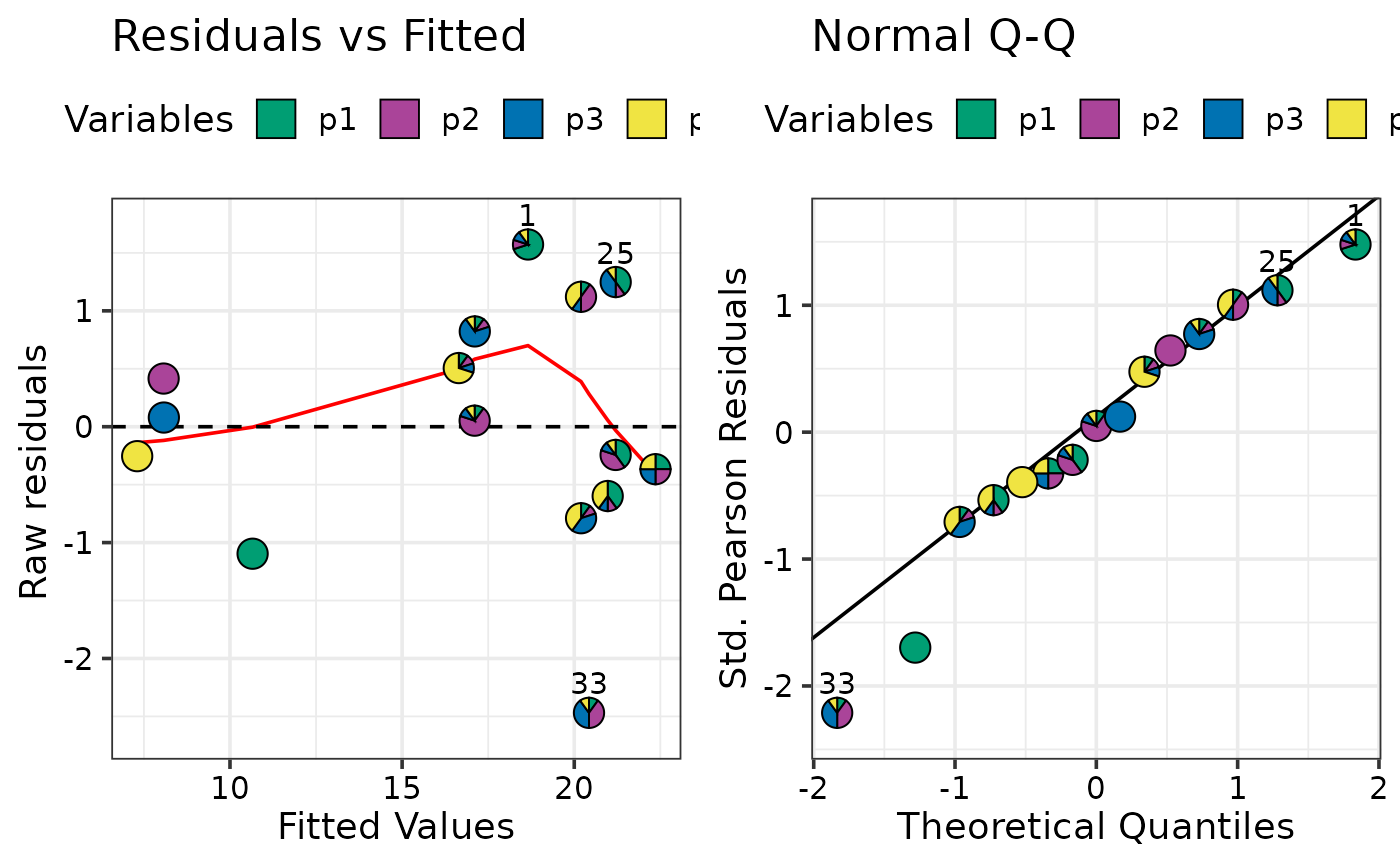 Residuals vs Fitted
Variables p1 p2 p3 p
1
25
33
1
0
-1
-2
Raw residuals
10 15 20
Fitted Values
Normal Q-Q
Variables p1 p2 p3 p
1
25
33
1
0
-1
-2
Std. Pearson Residuals
-2 -1 0 1 2
Theoretical Quantiles